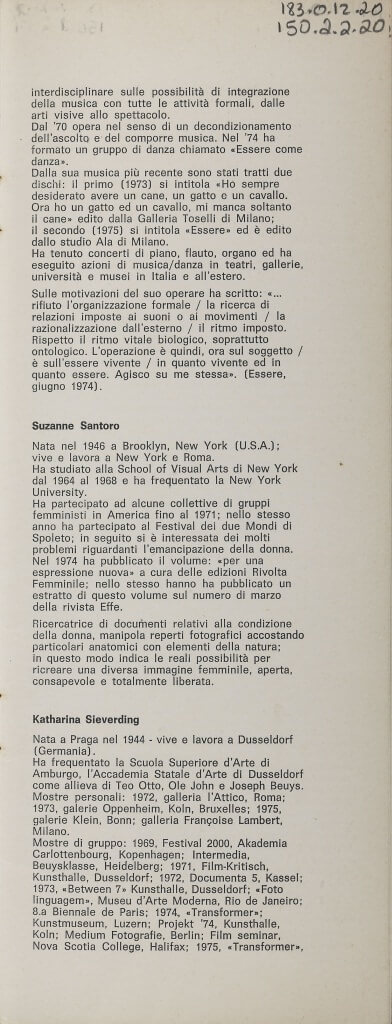 183.0.12.20
150.2.2.20
interdisciplinare sulle possibilità di integrazione
della musica con tutte le attività formali, dalle
arti visive allo spettacolo.
Dal '70 opera nel senso di un decondizionamento
dell'ascolto e del comporre musica. Nel '74 ha
formato un gruppo di danza chiamato «Essere come
danza».
Dalla sua musica più recente sono stati tratti due
dischi: il primo (1973) si intitola «Ho sempre
desiderato avere un cane, un gatto e un cavallo.
Ora ho un gatto ed un cavallo, mi manca soltanto
il cane» edito dalla Galleria Toselli di Milano;
il secondo (1975) si intitola «Essere» ed è edito
dallo studio Ala di Milano.
Ha tenuto concerti di piano, flauto, organo ed ha
eseguito azioni di musica/danza in teatri, gallerie,
università e musei in Italia e all'estero.
Sulle motivazioni del suo operare ha scritto: «...
rifiuto l'organizzazione formale / la ricerca di
relazioni imposte ai suoni o ai movimenti / la
razionalizzazione dall'esterno / il ritmo imposto.
Rispetto il ritmo vitale biologico, soprattutto
ontologico. L'operazione è quindi, ora sul soggetto /
è sull'essere vivente / in quanto vivente ed in
quanto essere. Agisco su me stessa». (Essere,
giugno 1974).
Suzanne Santoro
Nata nel 1946 a Brooklyn, New York (U.S.A.);
vive e lavora a New York e Roma.
Ha studiato alla School of Visual Arts di New York
dal 1964 al 1968 e ha frequentato la New York
University.
Ha partecipato ad alcune collettive di gruppi
femministi in America fino al 1971; nello stesso
anno ha partecipato al Festival dei due Mondi di
Spoleto; in seguito si è interessata dei molti
problemi riguardanti l'emancipazione della donna.
Nel 1974 ha pubblicato il volume: «per una
espressione nuova» a cura delle edizioni Rivolta
Femminile; nello stesso hanno ha pubblicato un
estratto di questo volume sul numero di marzo
della rivista Effe.
Ricercatrice di documenti relativi alla condizione
della donna, manipola reperti fotografici accostando
particolari anatomici con elementi della natura;
in questo modo indica le reali possibilità per
ricreare una diversa immagine femminile, aperta,
consapevole e totalmente liberata.
Katharina Sieverding
Nata a Praga nel 1944 - vive e lavora a Dusseldorf
(Germania).
Ha frequentato la Scuola Superiore d'Arte di
Amburgo, l'Accademia Statale d'Arte di Dusseldorf
come allieva di Teo Otto, Ole John e Joseph Beuys.
Mostre personali: 1972, galleria l'Attico, Roma;
1973, galerie Oppenheim, Koln, Bruxelles; 1975,
galerie Klein, Bonn; galleria Françoise Lambert,
Milano.
Mostre di gruppo: 1969, Festival 2000, Akademia
Carlottenbourg, Kopenhagen; Intermedia,
Beuysklasse, Heidelberg; 1971, Film-Kritisch,
Kunsthalle, Dusseldorf; 1972, Documenta 5, Kassel;
1973, «Between 7» Kunsthalle, Dusseldorf; «Foto
linguagem», Museu d'Arte Moderna, Rio de Janeiro;
8.a Biennale de Paris; 1974, «Transformer»;
Kunstmuseum, Luzern; Projekt '74, Kunsthalle,
Koln; Medium Fotografie, Berlin; Film seminar,
Nova Scotia College, Halifax; 1975, «Transformer»,